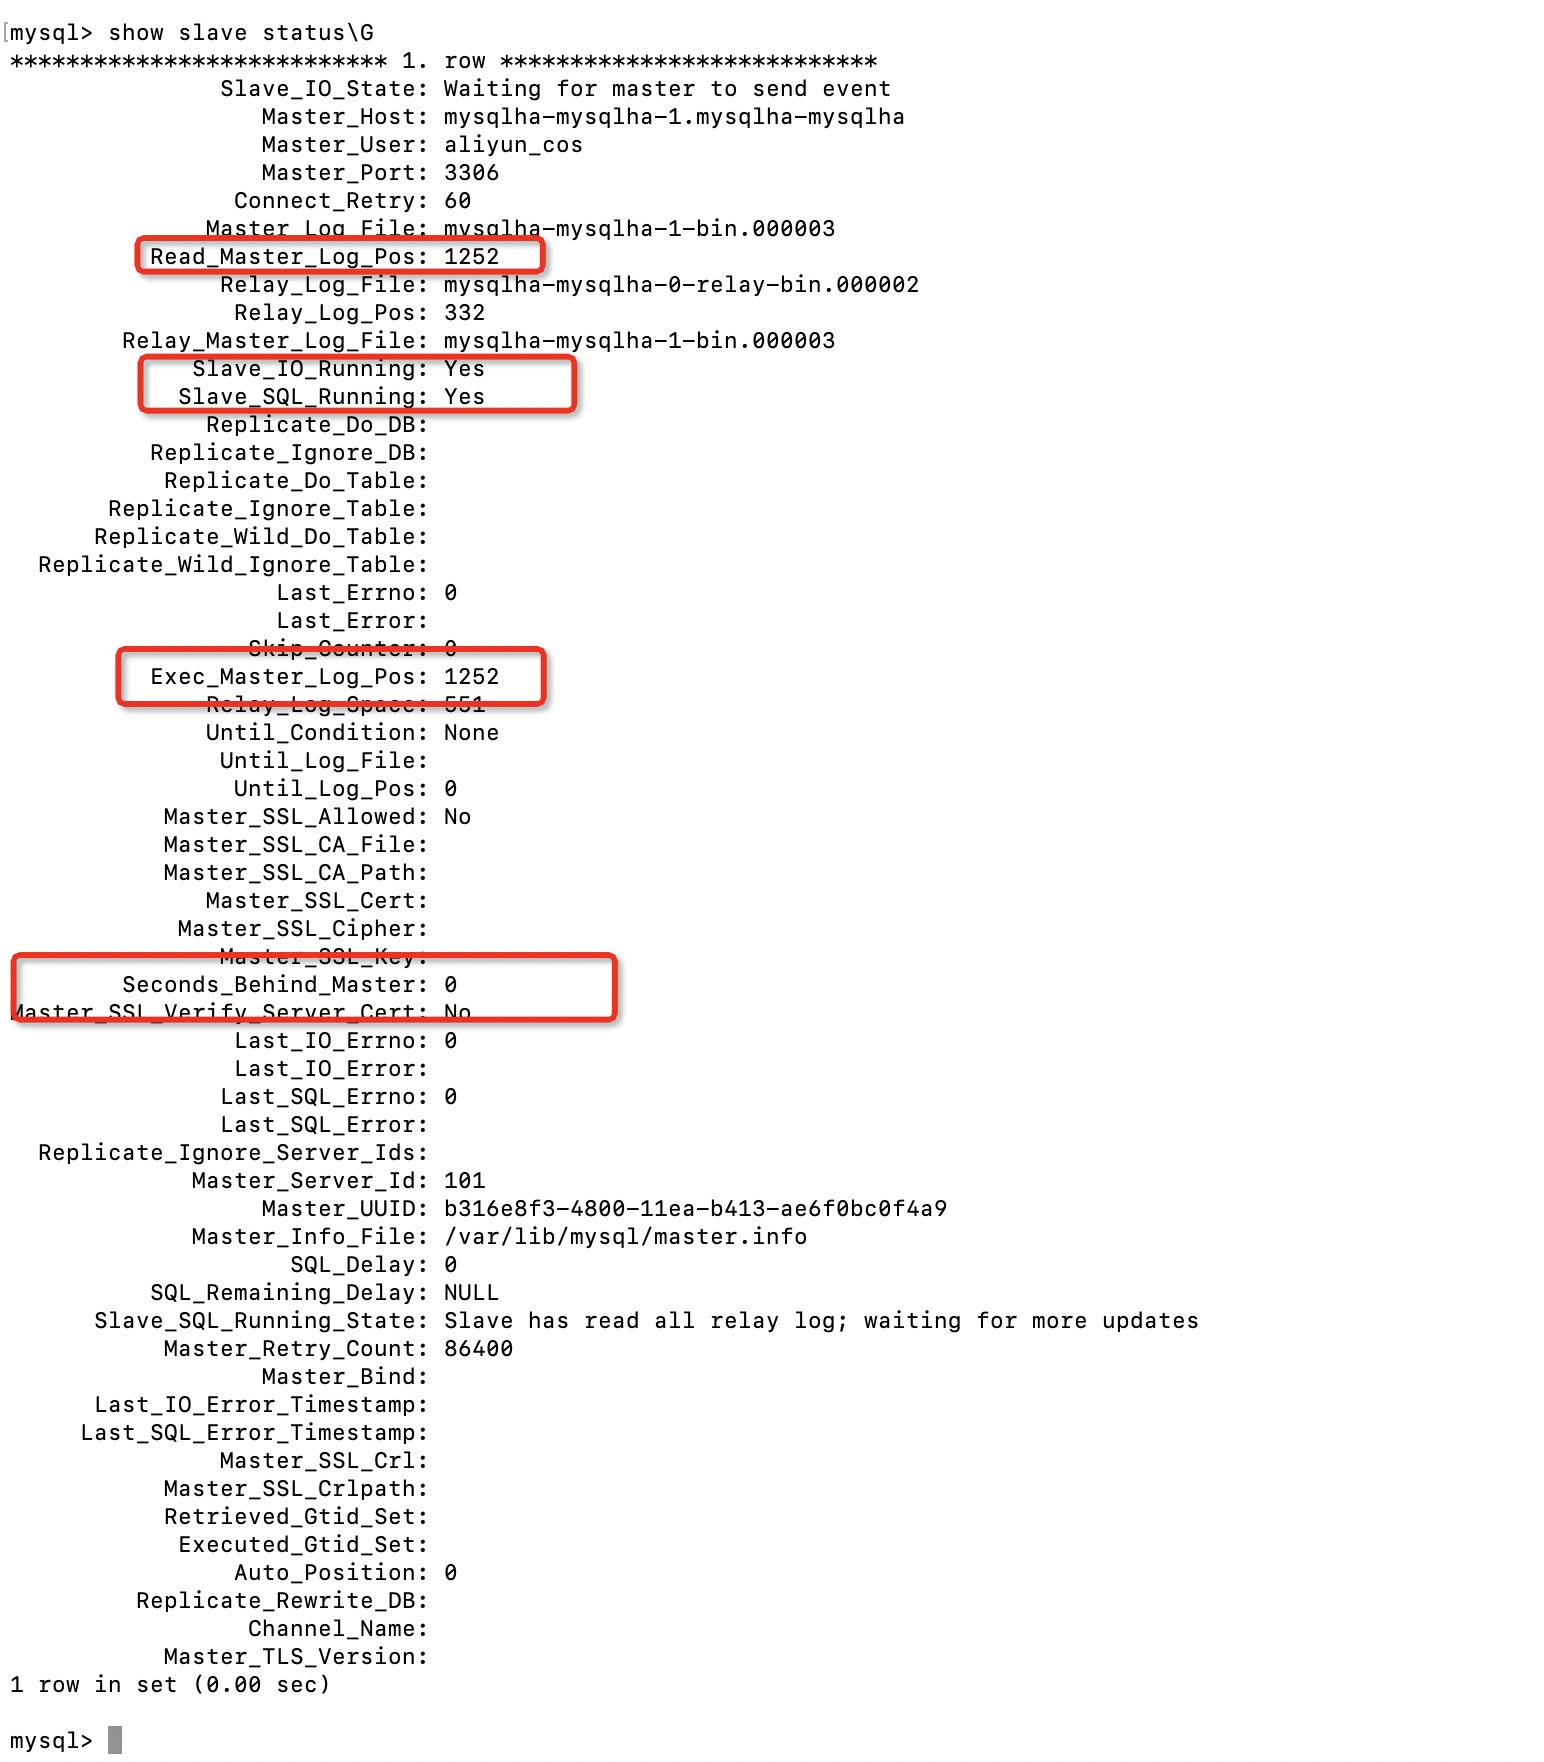 mysql> show slave status\G
*************************** 1. row ***************************
Slave_IO_State: Waiting for master to send event
Master_Host: mysqlha-mysqlha-1.mysqlha-mysqlha
Master_User: aliyun_cos
Master_Port: 3306
Connect_Retry: 60
Master_Log_File: mysqlha-mysqlha-1-bin.000003
Read_Master_Log_Pos: 1252
Relay_Log_File: mysqlha-mysqlha-0-relay-bin.000002
Relay_Log_Pos: 332
Relay_Master_Log_File: mysqlha-mysqlha-1-bin.000003
Slave_IO_Running: Yes
Slave_SQL_Running: Yes
Replicate_Do_DB:
Replicate_Ignore_DB:
Replicate_Do_Table:
Replicate_Ignore_Table:
Replicate_Wild_Do_Table:
Replicate_Wild_Ignore_Table:
Last_Errno: 0
Last_Error:
Skip_Counter: 0
Exec_Master_Log_Pos: 1252
Relay_Log_Space: 551
Until_Condition: None
Until_Log_File:
Until_Log_Pos: 0
Master_SSL_Allowed: No
Master_SSL_CA_File:
Master_SSL_CA_Path:
Master_SSL_Cert:
Master_SSL_Cipher:
Master_SSL_Key:
Seconds_Behind_Master: 0
Master_SSL_Verify_Server_Cert: No
Last_IO_Errno: 0
Last_IO_Error:
Last_SQL_Errno: 0
Last_SQL_Error:
Replicate_Ignore_Server_Ids:
Master_Server_Id: 101
Master_UUID: b316e8f3-4800-11ea-b413-ae6f0bc0f4a9
Master_Info_File: /var/lib/mysql/master.info
SQL_Delay: 0
SQL_Remaining_Delay: NULL
Slave_SQL_Running_State: Slave has read all relay log; waiting for more updates
Master_Retry_Count: 86400
Master_Bind:
Last_IO_Error_Timestamp:
Last_SQL_Error_Timestamp:
Master_SSL_Crl:
Master_SSL_Crlpath:
Retrieved_Gtid_Set:
Executed_Gtid_Set:
Auto_Position: 0
Replicate_Rewrite_DB:
Channel_Name:
Master_TLS_Version:
1 row in set (0.00 sec)
mysql>